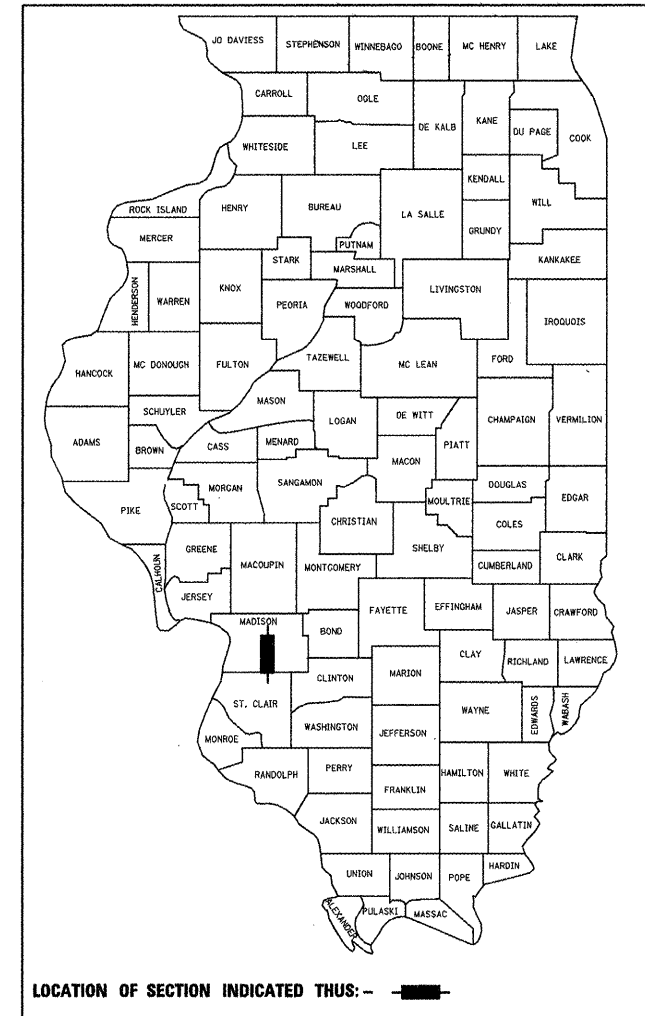 JO DAVIESS STEPHENSON WINNEBAGO BOONE MC HENRY LAKE
CARROLL OGLE DE KALB KANE DU PAGE COOK
WHITESIDE LEE
KENDALL
ROCK ISLAND HENRY BUREAU LA SALLE WILL
MERCER PUTNAM GRUNDY
STARK MARSHALL KANKAKEE
HENDERSON WARREN KNOX PEORIA WOODFORD LIVINGSTON IROQUOIS
HANCOCK MC DONOUGH FULTON TAZEWELL MC LEAN FORD
MASON
SCHUYLER LOGAN DE WITT CHAMPAIGN VERMILION
ADAMS BROWN CASS MENARD MACON PIATT
MORGAN SANGAMON DOUGLAS EDGAR
PIKE SCOTT CHRISTIAN MOULTRIE COLES
GREENE MACOUPIN MONTGOMERY SHELBY CUMBERLAND CLARK
CALHOUN JERSEY FAYETTE EFFINGHAM JASPER CRAWFORD
MADISON BOND
CLINTON MARION CLAY RICHLAND LAWRENCE
ST. CLAIR WAYNE EDWARDS WABASH
MONROE WASHINGTON JEFFERSON
RANDOLPH PERRY FRANKLIN HAMILTON WHITE
JACKSON WILLIAMSON SALINE GALLATIN
UNION JOHNSON POPE HARDIN
ALEXANDER PULASKI MASSAC
LOCATION OF SECTION INDICATED THUS: -